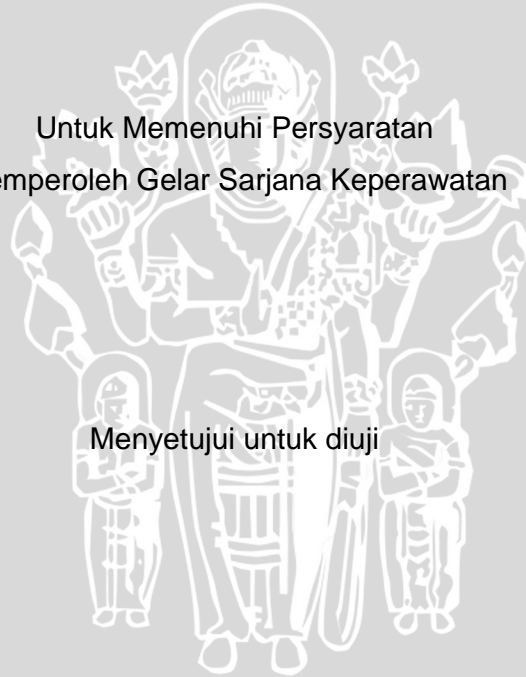 Untuk Memenuhi Persyaratan
emperoleh Gelar Sarjana Keperawatan
Menyetujui untuk diuji